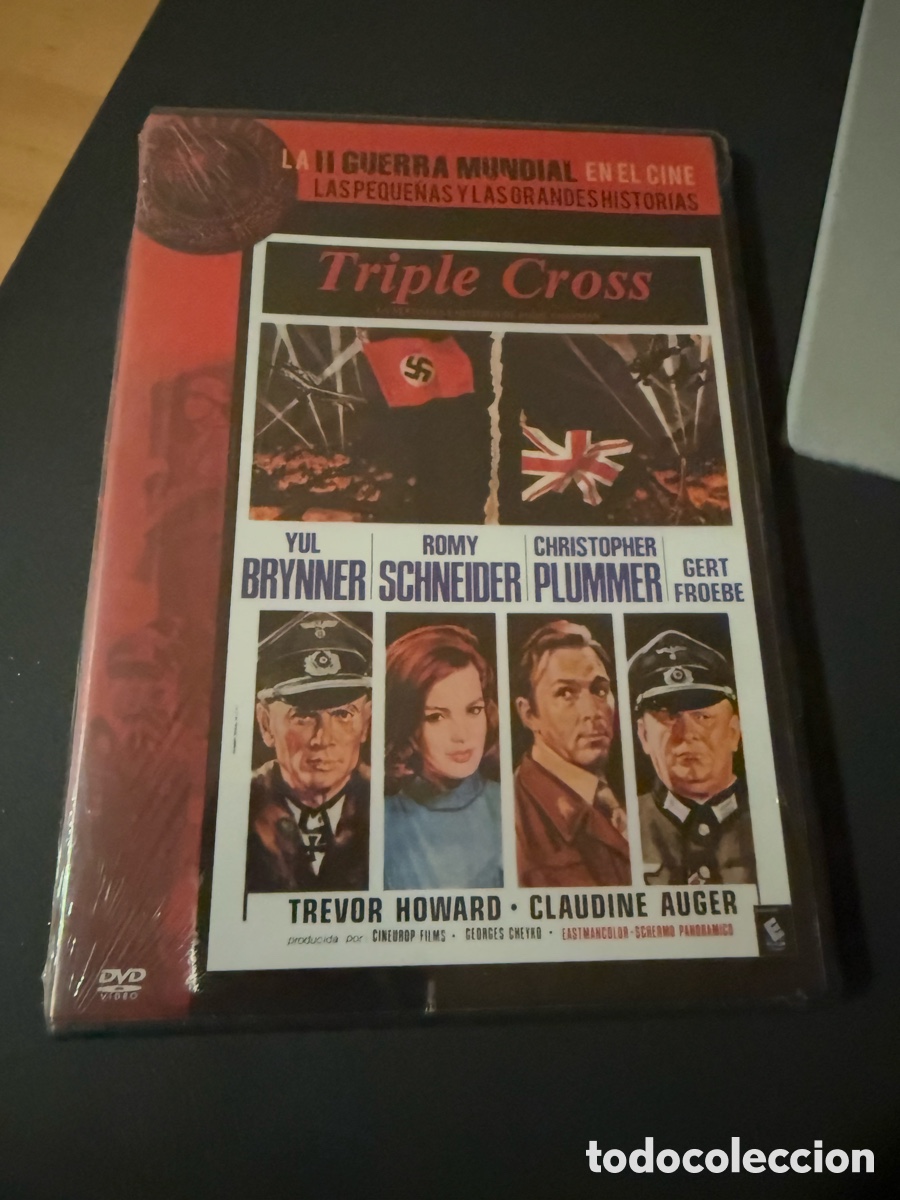 LA II GUERRA MUNDIAL EN EL CINE
LAS PEQUEÑAS Y LAS GRANDES HISTORIAS
Triple Cross
YUL BRYNNER
ROMY SCHNEIDER
CHRISTOPHER PLUMMER
GERT FROEBE
TREVOR HOWARD • CLAUDINE AUGER
producida por CINEUROP FILMS • GEORGES CHEYKO • EASTMANCOLOR-SCHERMO PANORAMICO
DVD
VIDEO
E
todocoleccion